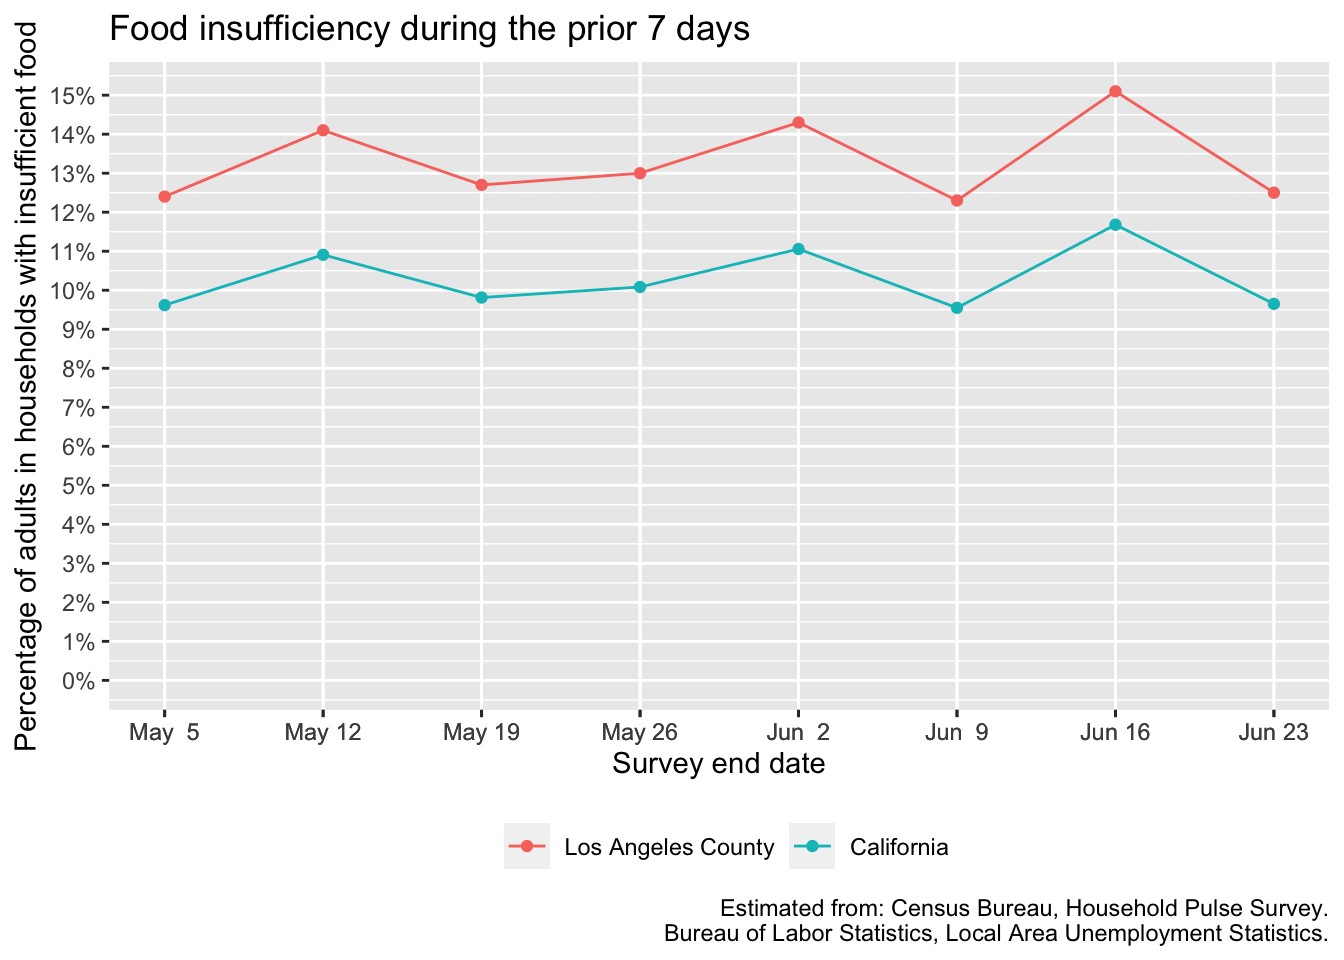 Food insufficiency during the prior 7 days
Percentage of adults in households with insufficient food
15%
14%
13%
12%
11%
10%
9%
8%
7%
6%
5%
4%
3%
2%
1%
0%
May 5 May 12 May 19 May 26 Jun 2 Jun 9 Jun 16 Jun 23
Survey end date
Los Angeles County California
Estimated from: Census Bureau, Household Pulse Survey.
Bureau of Labor Statistics, Local Area Unemployment Statistics.